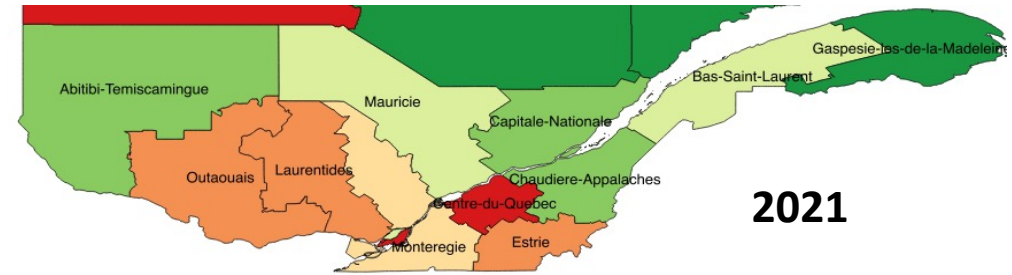 Gaspesie-Iles-de-la-Madeleine
Bas-Saint-Laurent
Abitibi-Temiscamingue
Mauricie
Capitale-Nationale
Laurentides
Outaouais
Chaudiere-Appalaches
Centre-du-Quebec
2021
Estrie
Monteregie